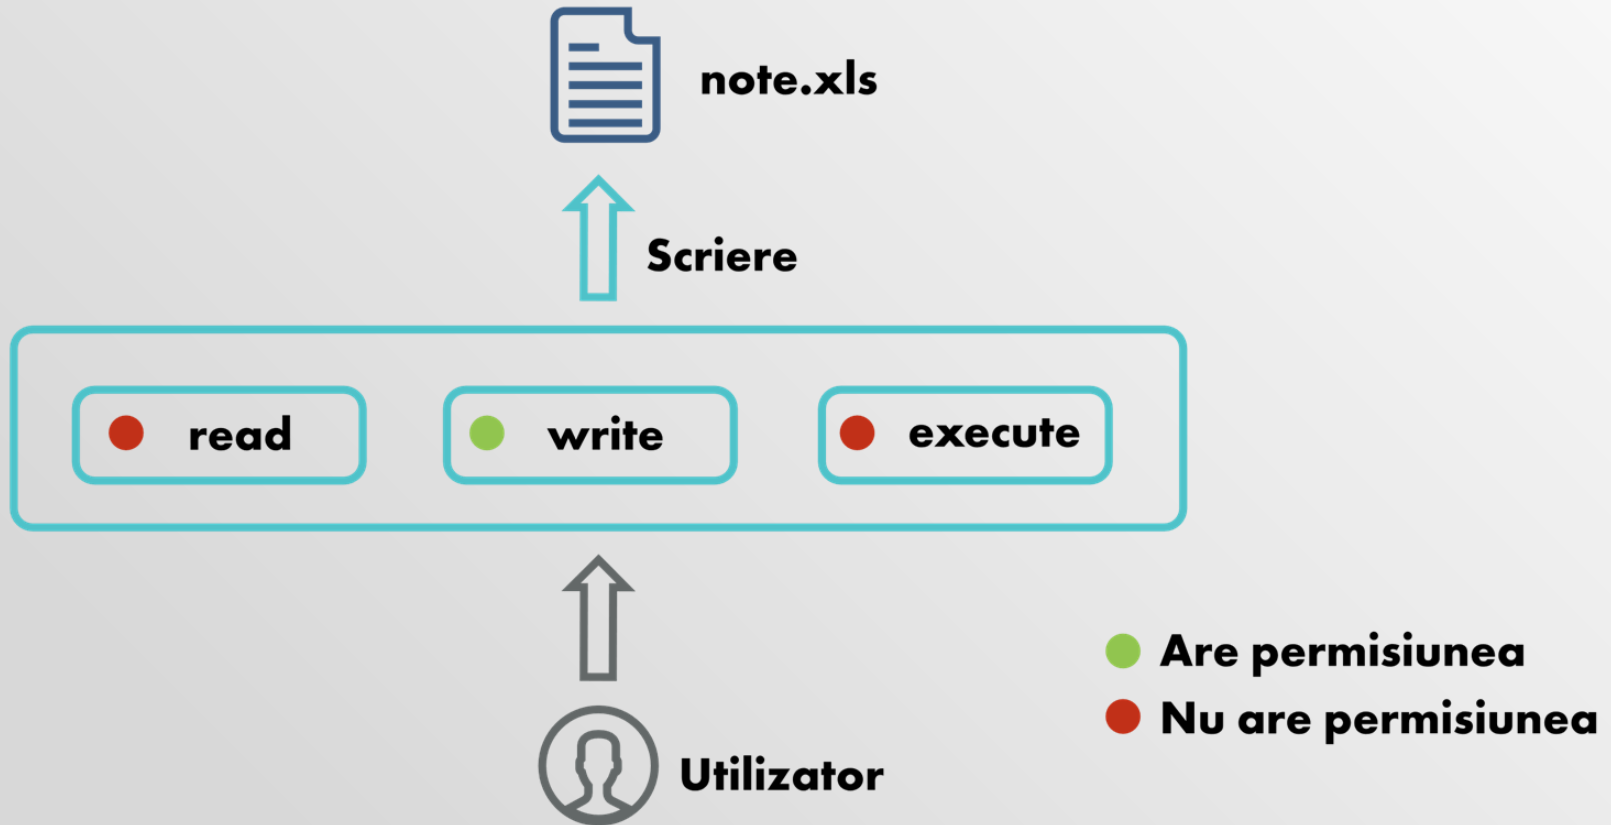 note.xls
Scriere
read
write
execute
Are permisiunea
Nu are permisiunea
Utilizator